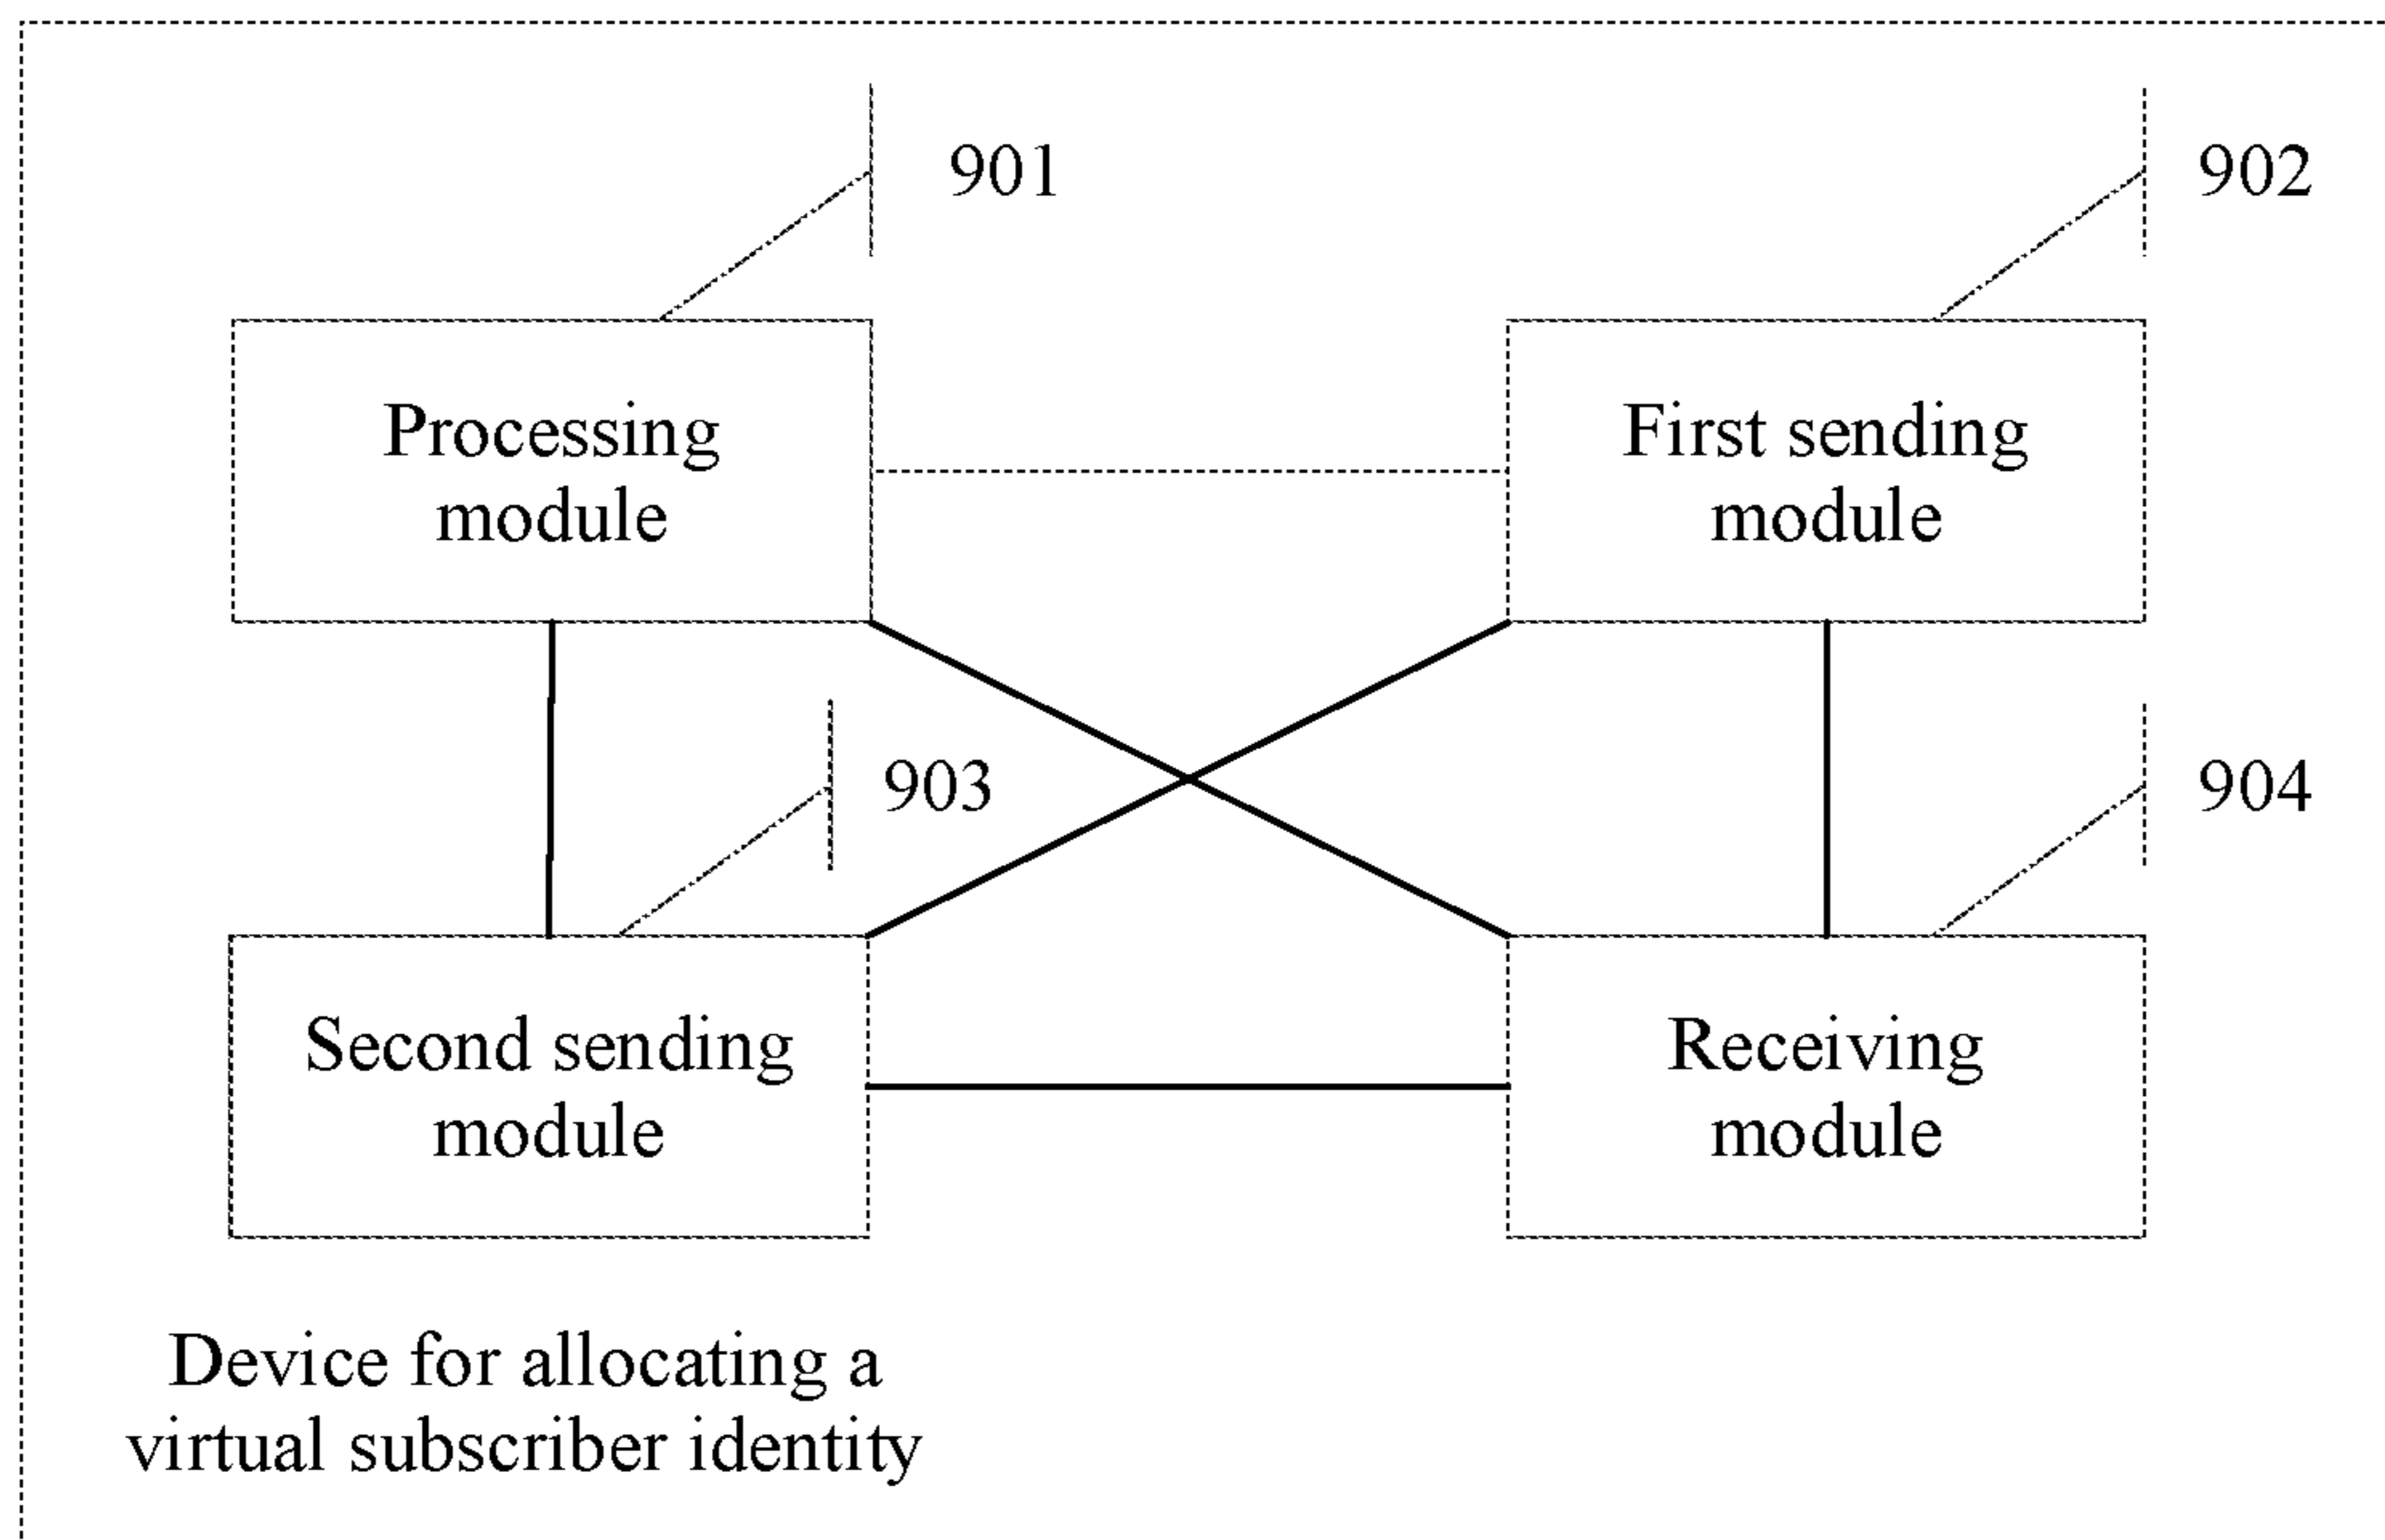 901
902
Processing
module
First sending
module
903
904
Second sending
module
Receiving
module
Device for allocating a
virtual subscriber identity